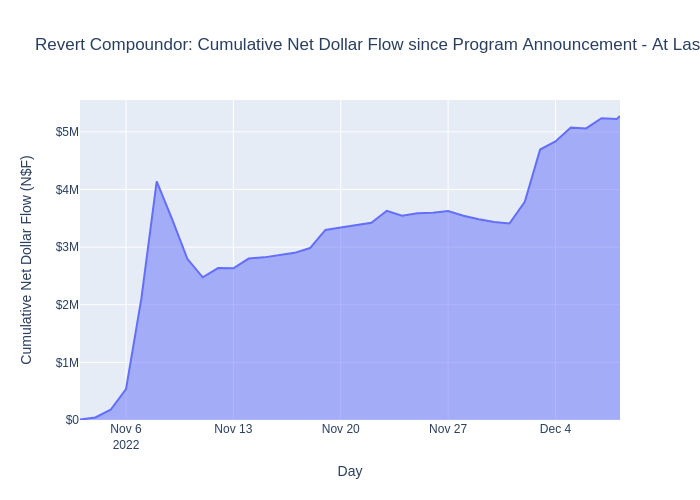 Revert Compoundor: Cumulative Net Dollar Flow since Program Announcement - At Las
Cumulative Net Dollar Flow (N$F)
$5M
$4M
$3M
$2M
$1M
$0
Nov 6
2022
Nov 13
Nov 20
Nov 27
Dec 4
Day